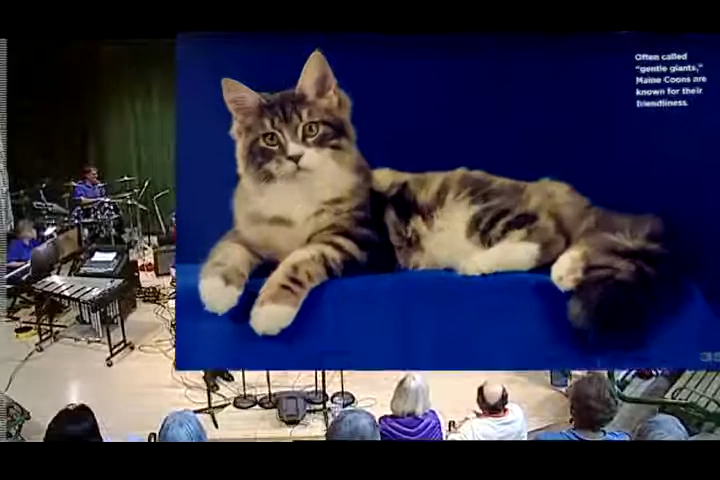 Often called
"gentle giants,"
Maine Coons are
known for their
friendliness.